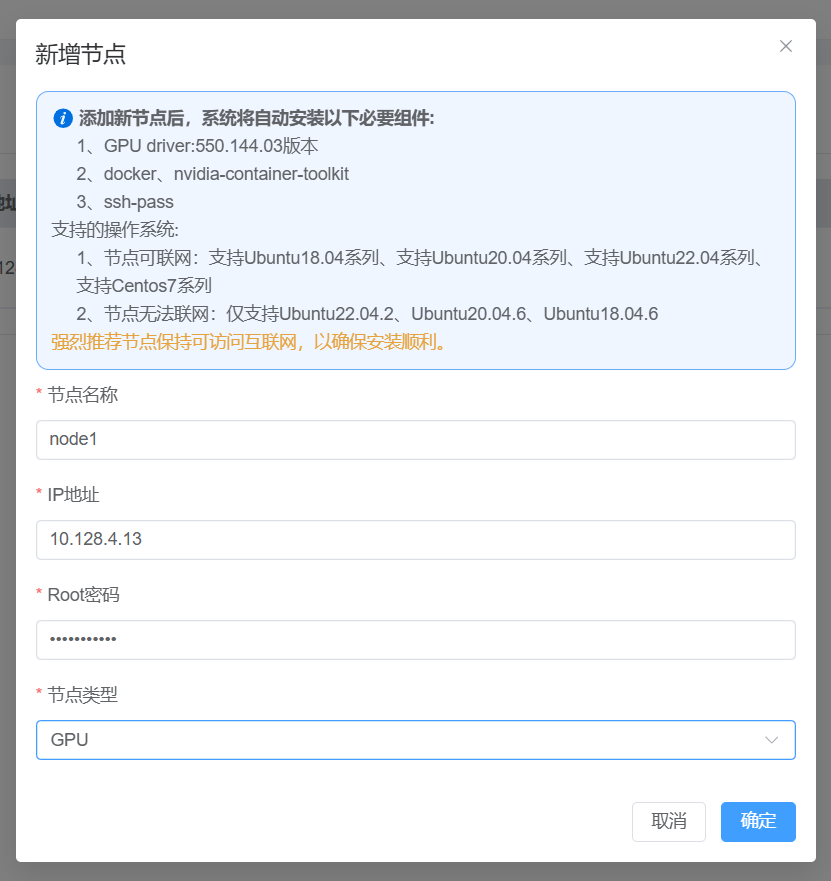 新增节点
添加新节点后，系统将自动安装以下必要组件:
1、GPU driver:550.144.03版本
2、docker、nvidia-container-toolkit
3、ssh-pass
支持的操作系统:
1、节点可联网：支持Ubuntu18.04系列、支持Ubuntu20.04系列、支持Ubuntu22.04系列、
支持Centos7系列
2、节点无法联网：仅支持Ubuntu22.04.2、Ubuntu20.04.6、Ubuntu18.04.6
强烈推荐节点保持可访问互联网，以确保安装顺利。
* 节点名称
node1
* IP地址
10.128.4.13
* Root密码
•••••••••••
* 节点类型
GPU
取消
确定